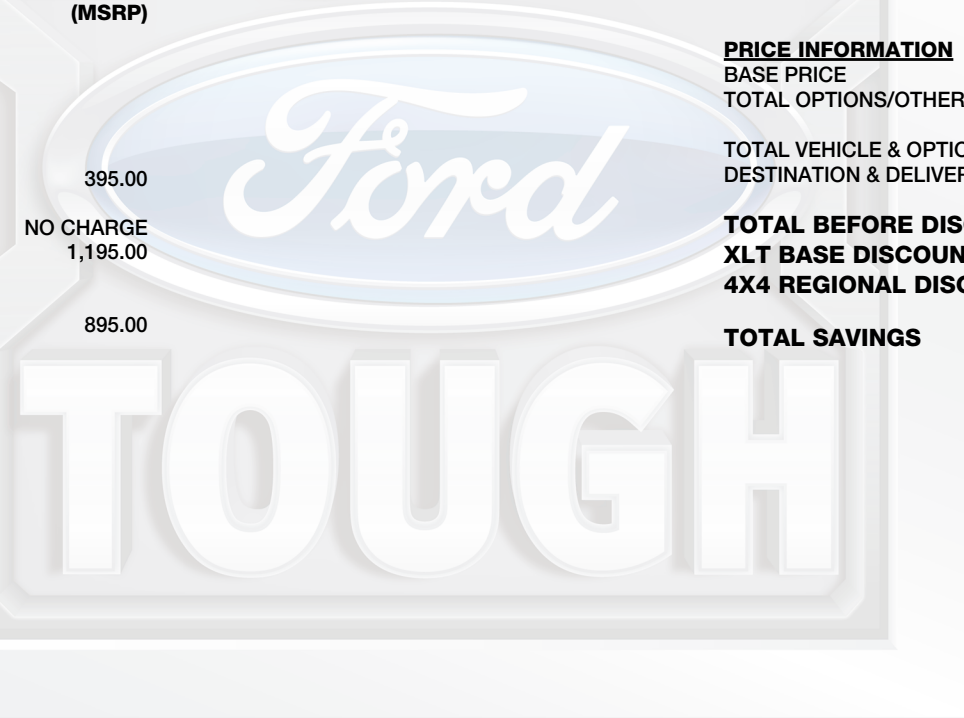 (MSRP)
395.00
NO CHARGE
1,195.00
895.00
PRICE INFORMATION
BASE PRICE
TOTAL OPTIONS/OTHER
TOTAL VEHICLE & OPTIO
DESTINATION & DELIVER
TOTAL BEFORE DISC
XLT BASE DISCOUN
4X4 REGIONAL DISC
TOTAL SAVINGS
Ford
TOUGH